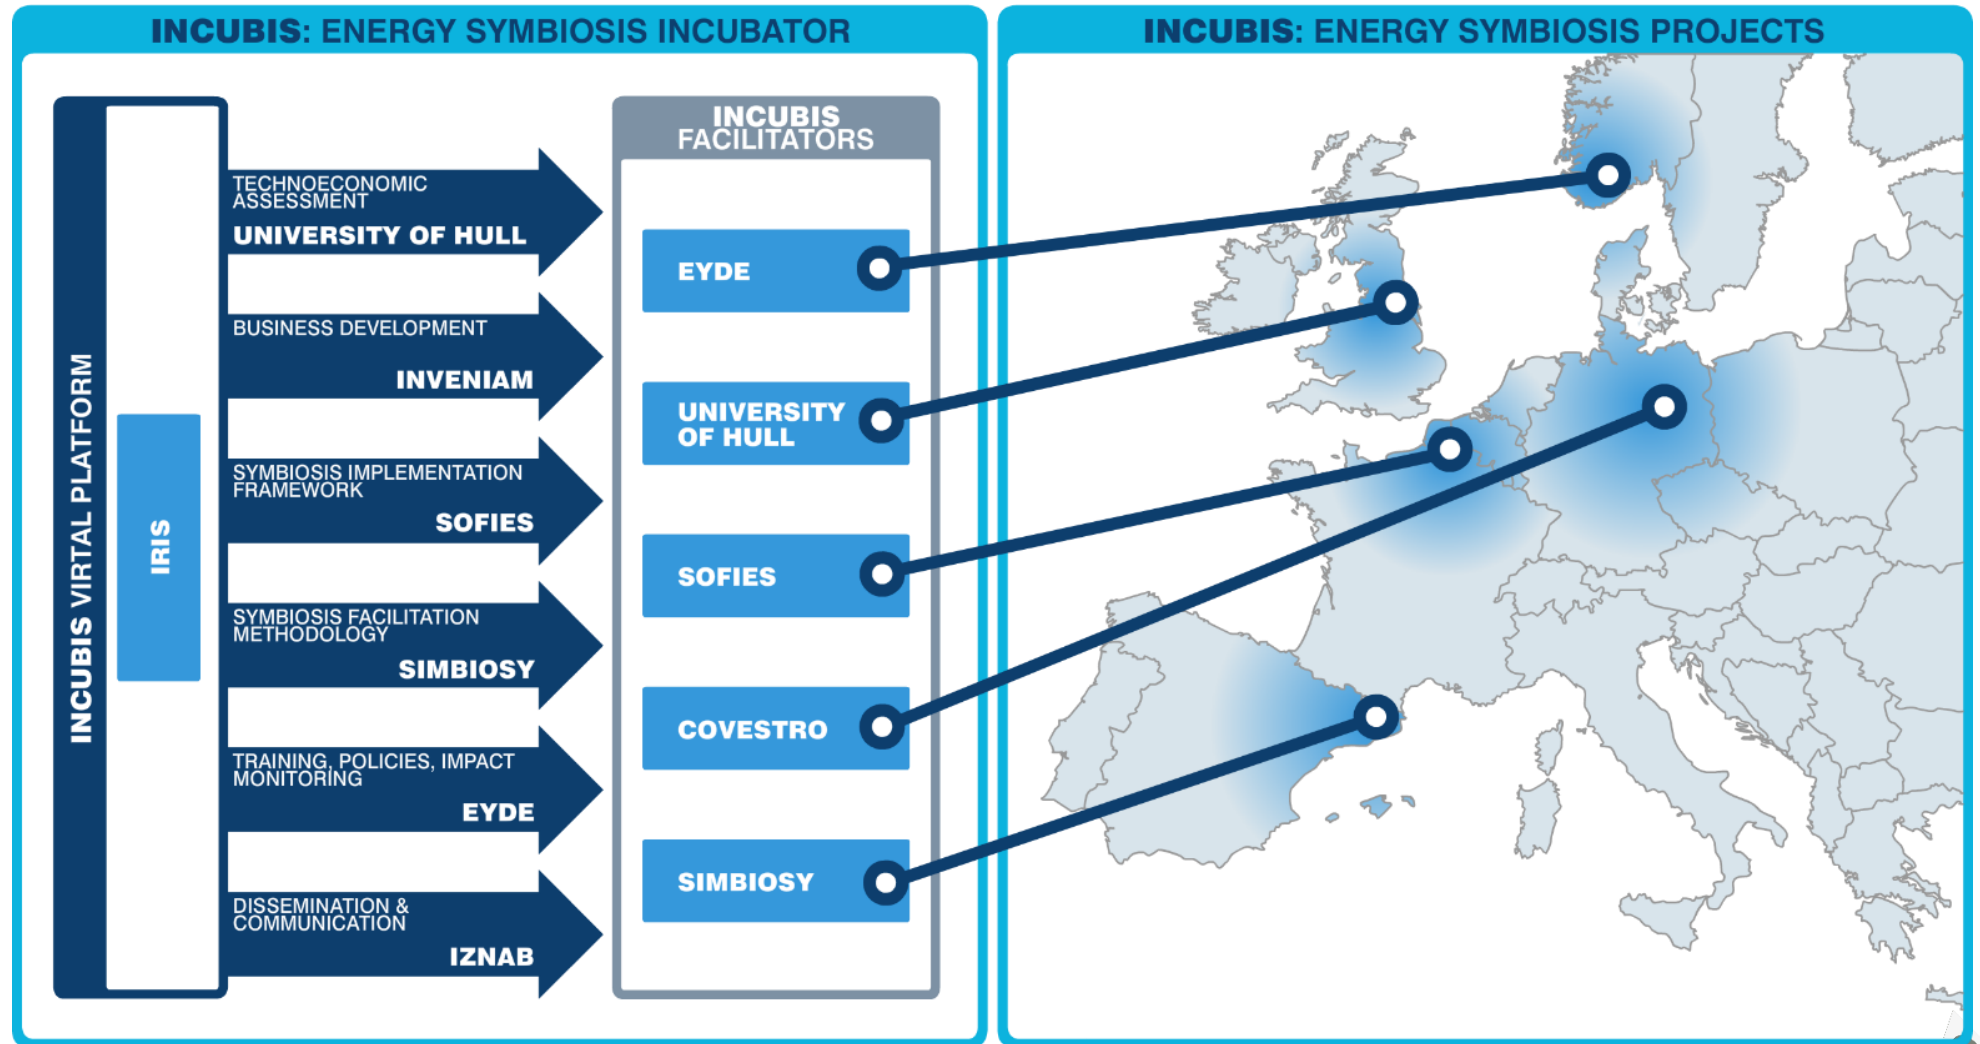 INCUBIS: ENERGY SYMBIOSIS INCUBATOR
INCUBIS VIRTAL PLATFORM
IRIS
TECHNOECONOMIC
ASSESSMENT
UNIVERSITY OF HULL
BUSINESS DEVELOPMENT
INVENIAM
SYMBIOSIS IMPLEMENTATION
FRAMEWORK
SOFIES
SYMBIOSIS FACILITATION
METHODOLOGY
SIMBIOSY
TRAINING, POLICIES, IMPACT
MONITORING
EYDE
DISSEMINATION &
COMMUNICATION
IZNAB
INCUBIS
FACILITATORS
EYDE
UNIVERSITY
OF HULL
SOFIES
COVESTRO
SIMBIOSY
INCUBIS: ENERGY SYMBIOSIS PROJECTS